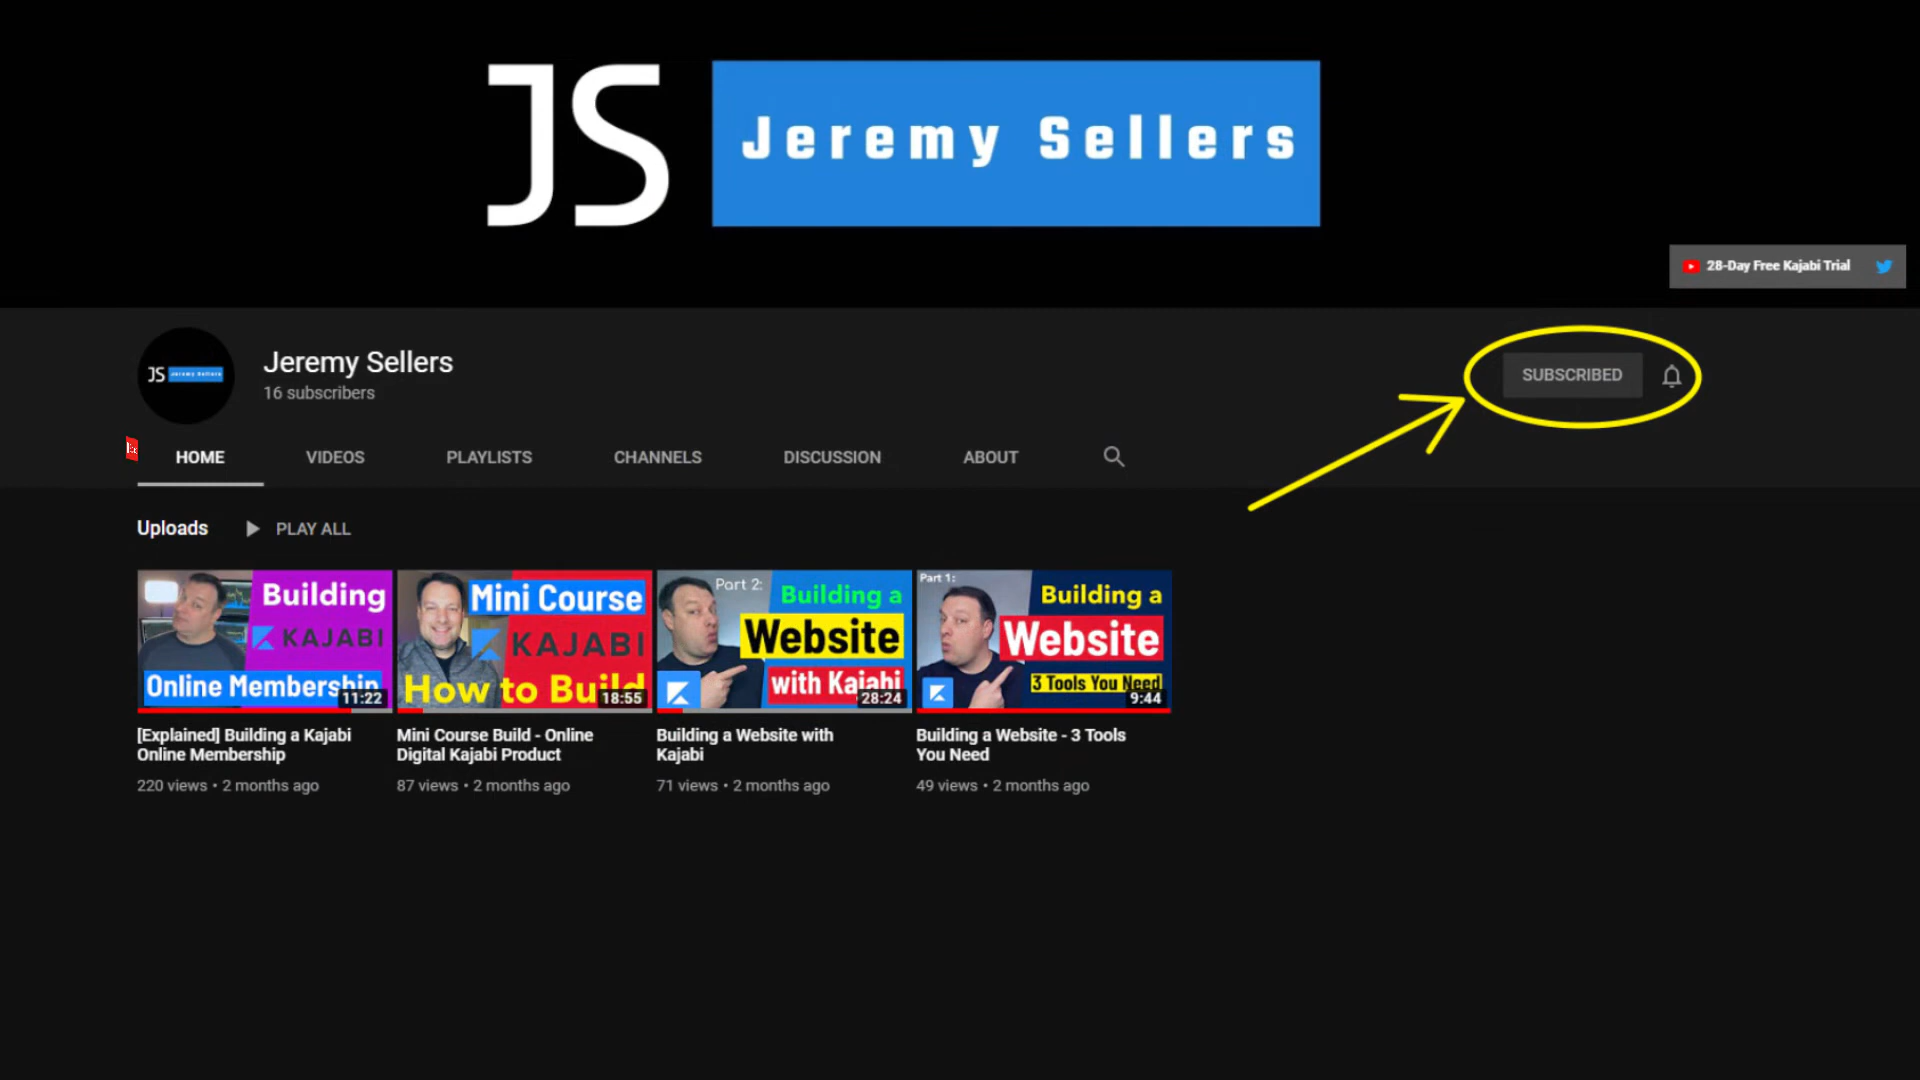 JS Jeremy Sellers
28-Day Free Kajabi Trial
JS Jeremy Sellers
Jeremy Sellers
16 subscribers
SUBSCRIBED
HOME VIDEOS PLAYLISTS CHANNELS DISCUSSION ABOUT
Uploads PLAY ALL
Building
KAJABI
Online Membership
11:22
Mini Course
KAJABI
How to Build
18:55
Part 2:
Building a
Website
with Kajabi
28:24
Part 1:
Building a
Website
3 Tools You Need
9:44
[Explained] Building a Kajabi
Online Membership
220 views • 2 months ago
Mini Course Build - Online
Digital Kajabi Product
87 views • 2 months ago
Building a Website with
Kajabi
71 views • 2 months ago
Building a Website - 3 Tools
You Need
49 views • 2 months ago